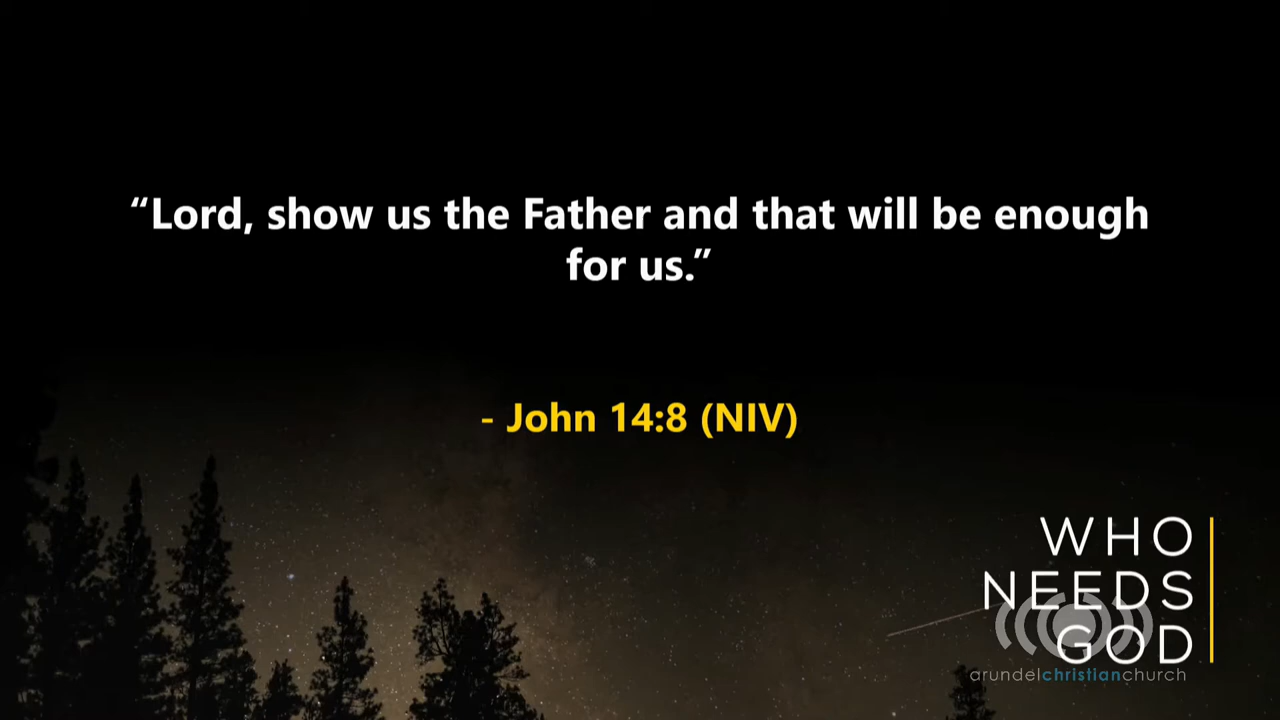 “Lord, show us the Father and that will be enough
for us.”
- John 14:8 (NIV)
WHO
NEEDS
GOD
arundelchristianchurch